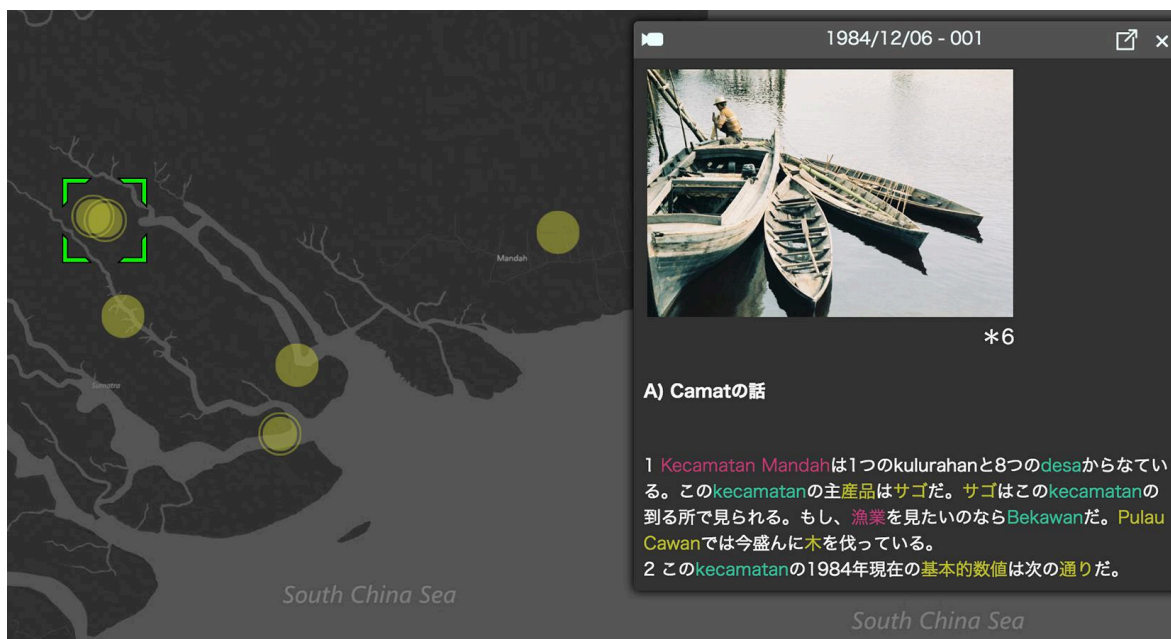 Mandah
Sumatra
South China Sea
South China Sea
1984/12/06 - 001
*6
A) Camatの話
1 Kecamatan Mandahは1つのkulurahanと8つのdesaからなてい
る。このkecamatanの主産品はサゴだ。サゴはこのkecamatanの
到る所で見られる。もし、漁業を見たいのならBekawanだ。Pulau
Cawanでは今盛んに木を伐っている。
2 このkecamatanの1984年現在の基本的数値は次の通りだ。